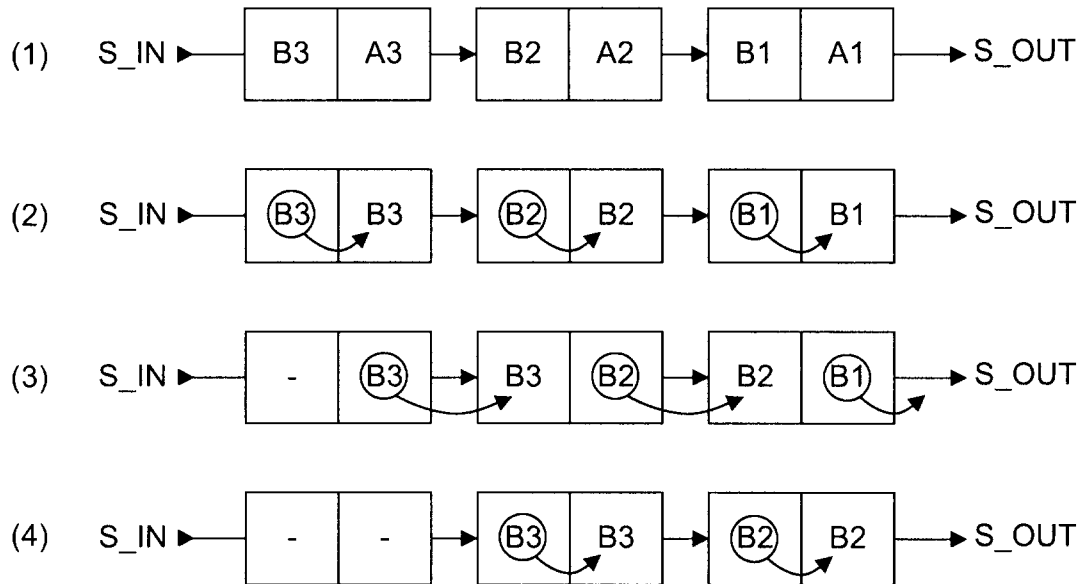 (1) S_IN B3 A3 B2 A2 B1 A1 S_OUT
(2) S_IN B3 B3 B2 B2 B1 B1 S_OUT
(3) S_IN - B3 B3 B2 B2 B1 S_OUT
(4) S_IN - - B3 B3 B2 B2 S_OUT